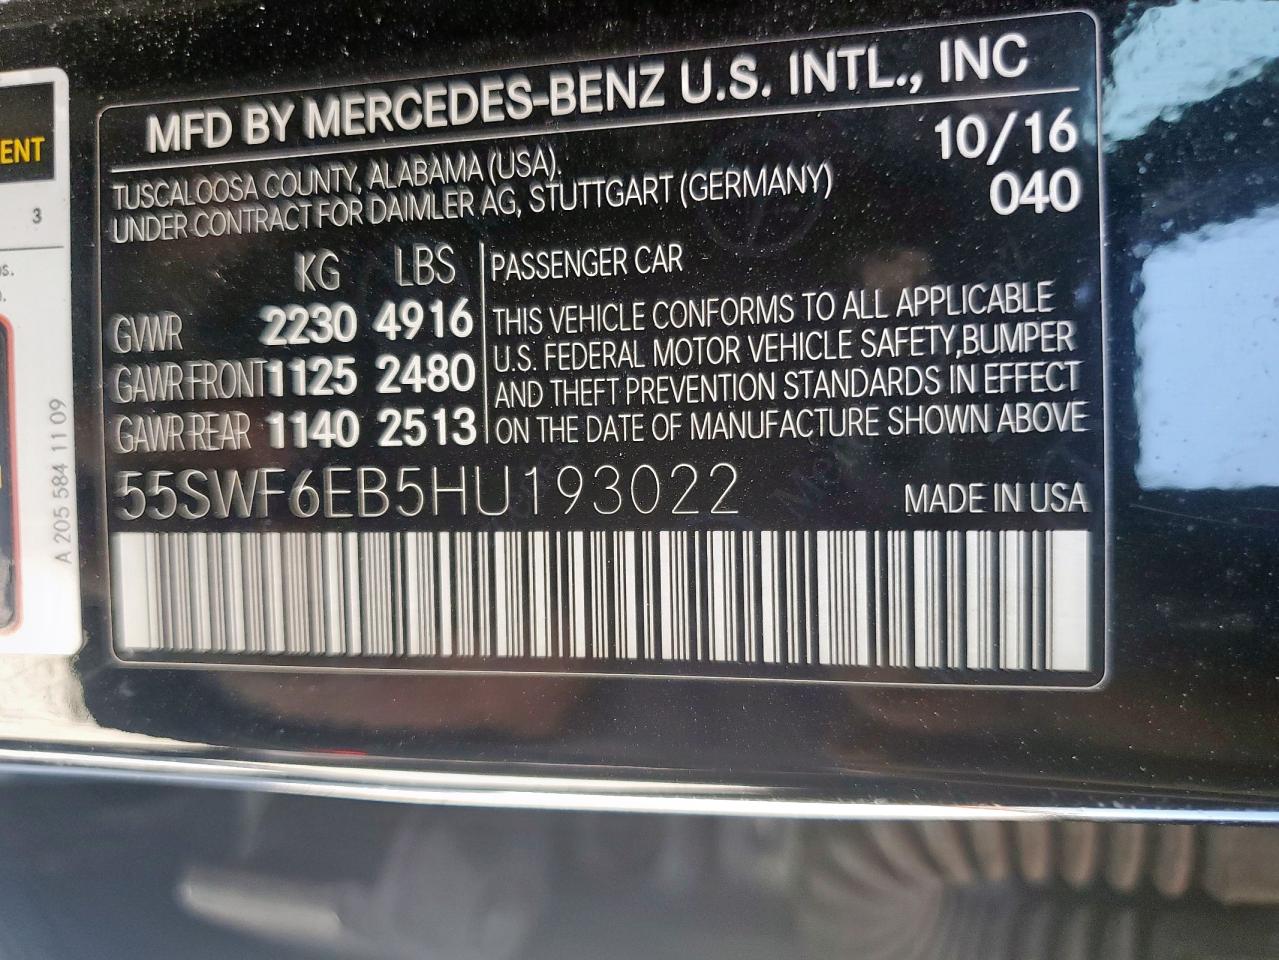 MFD BY MERCEDES-BENZ U.S. INTL., INC
10/16
TUSCALOOSA COUNTY, ALABAMA (USA).
UNDER CONTRACT FOR DAIMLER AG, STUTTGART (GERMANY)
040
KG LBS
GVWR 2230 4916
GAWR FRONT 1125 2480
GAWR REAR 1140 2513
PASSENGER CAR
THIS VEHICLE CONFORMS TO ALL APPLICABLE
U.S. FEDERAL MOTOR VEHICLE SAFETY,BUMPER
AND THEFT PREVENTION STANDARDS IN EFFECT
ON THE DATE OF MANUFACTURE SHOWN ABOVE
55SWF6EB5HU193022
MADE IN USA
ENT
3
A 205 584 11 09